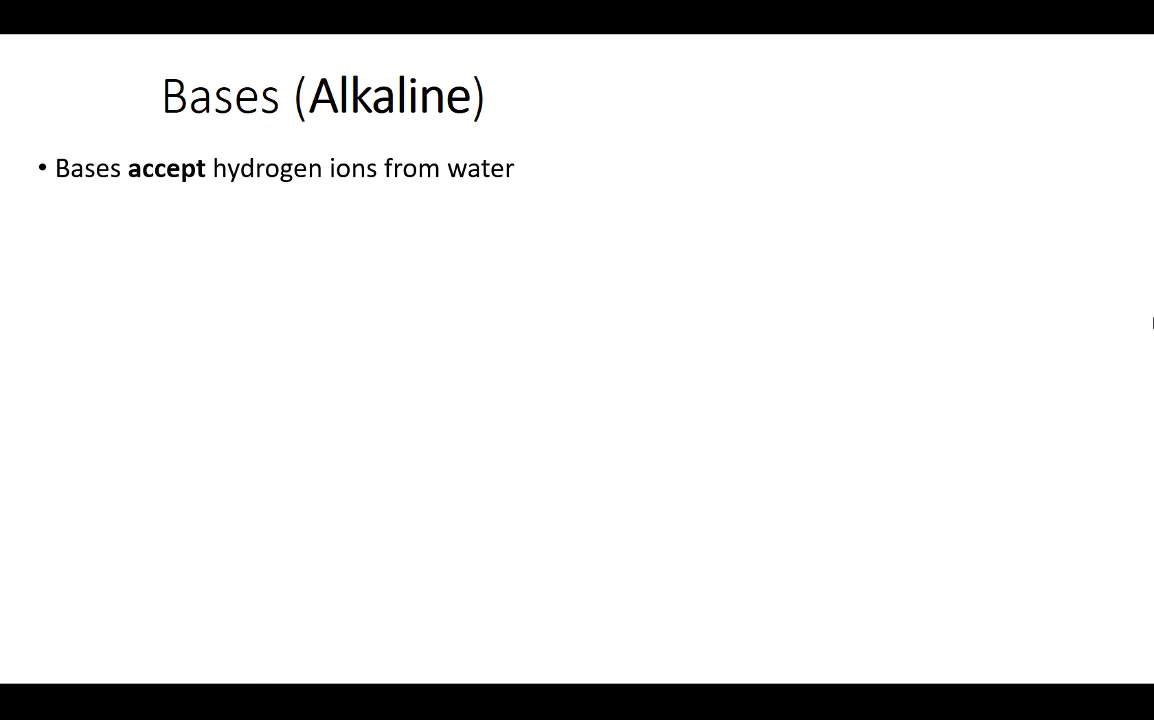 Bases (Alkaline)
• Bases accept hydrogen ions from water